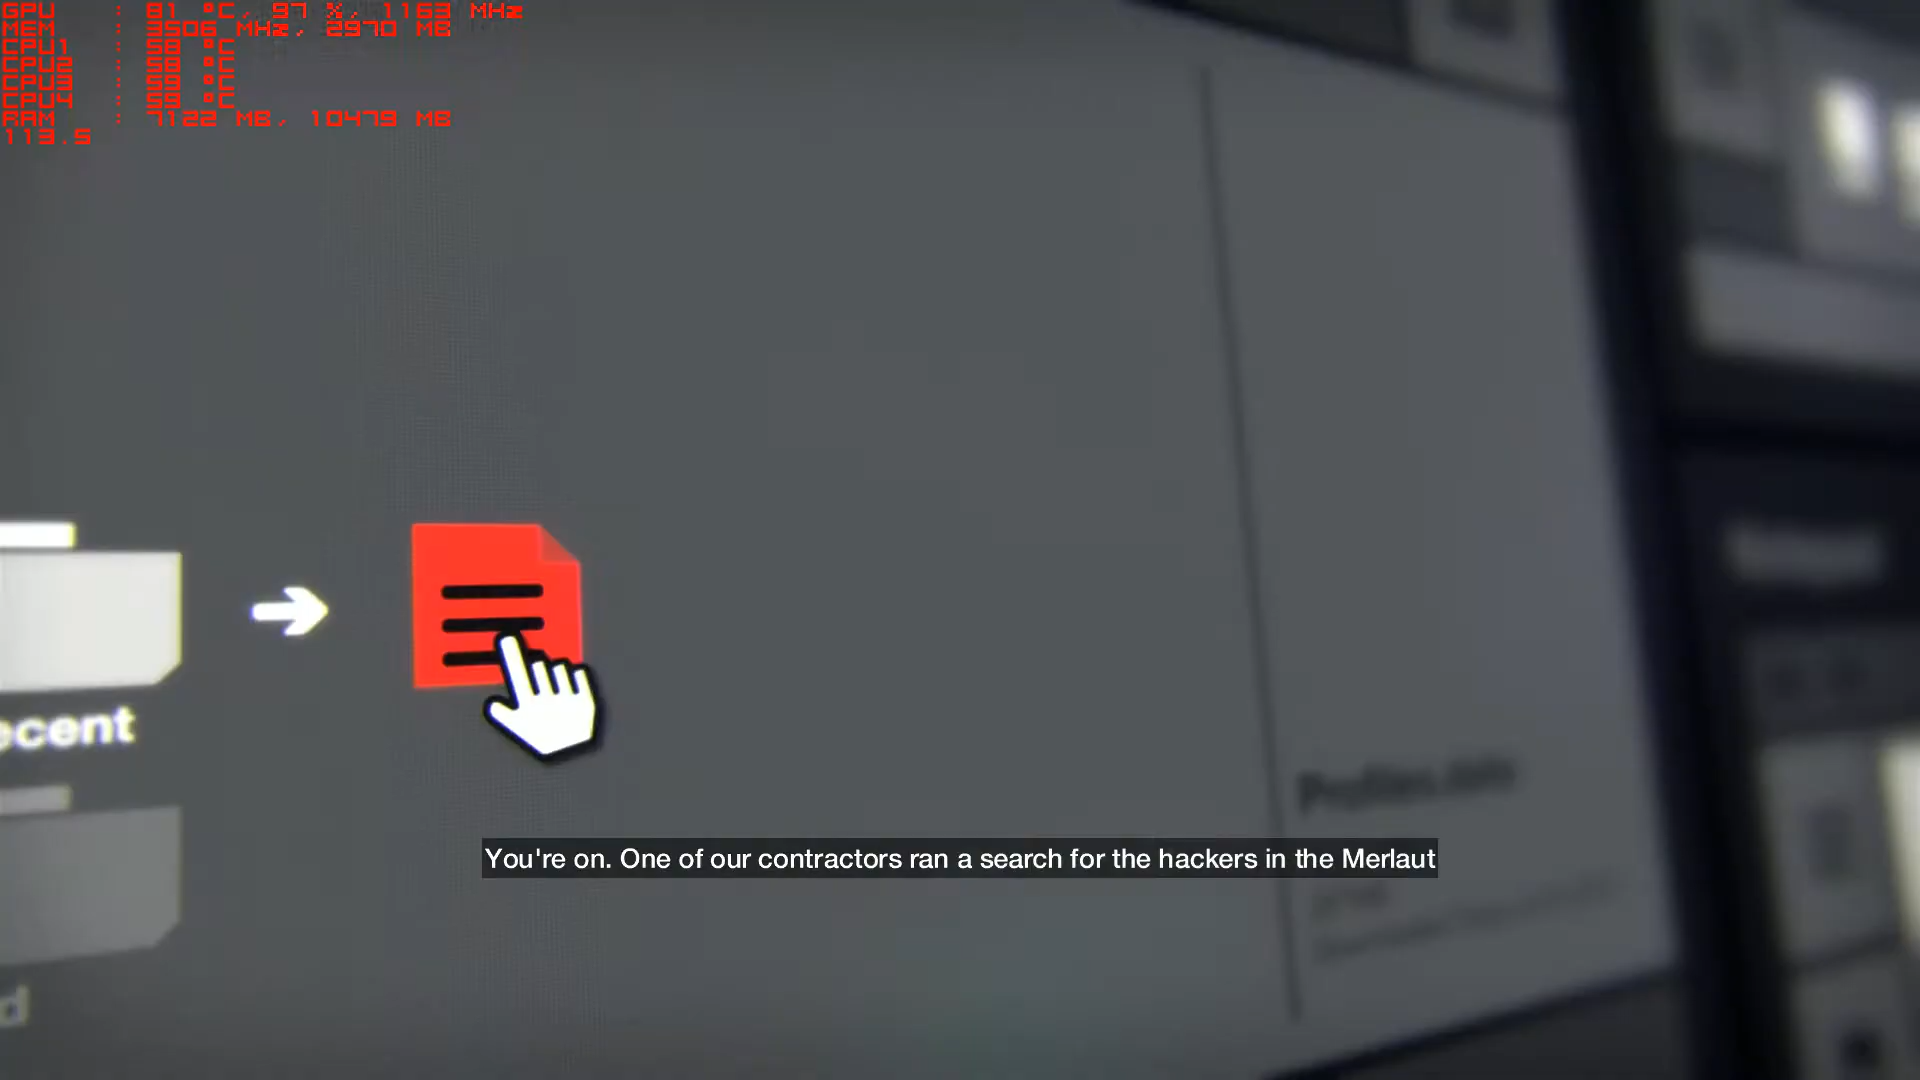 GPU : 81 °C, 97 %, 1163 MHz
MEM : 3506 MHz, 2970 MB
CPU1 : 58 °C
CPU2 : 58 °C
CPU3 : 59 °C
CPU4 : 59 °C
RAM : 7122 MB, 10479 MB
113.5
ecent
Profiles.data
You're on. One of our contractors ran a search for the hackers in the Merlaut
d